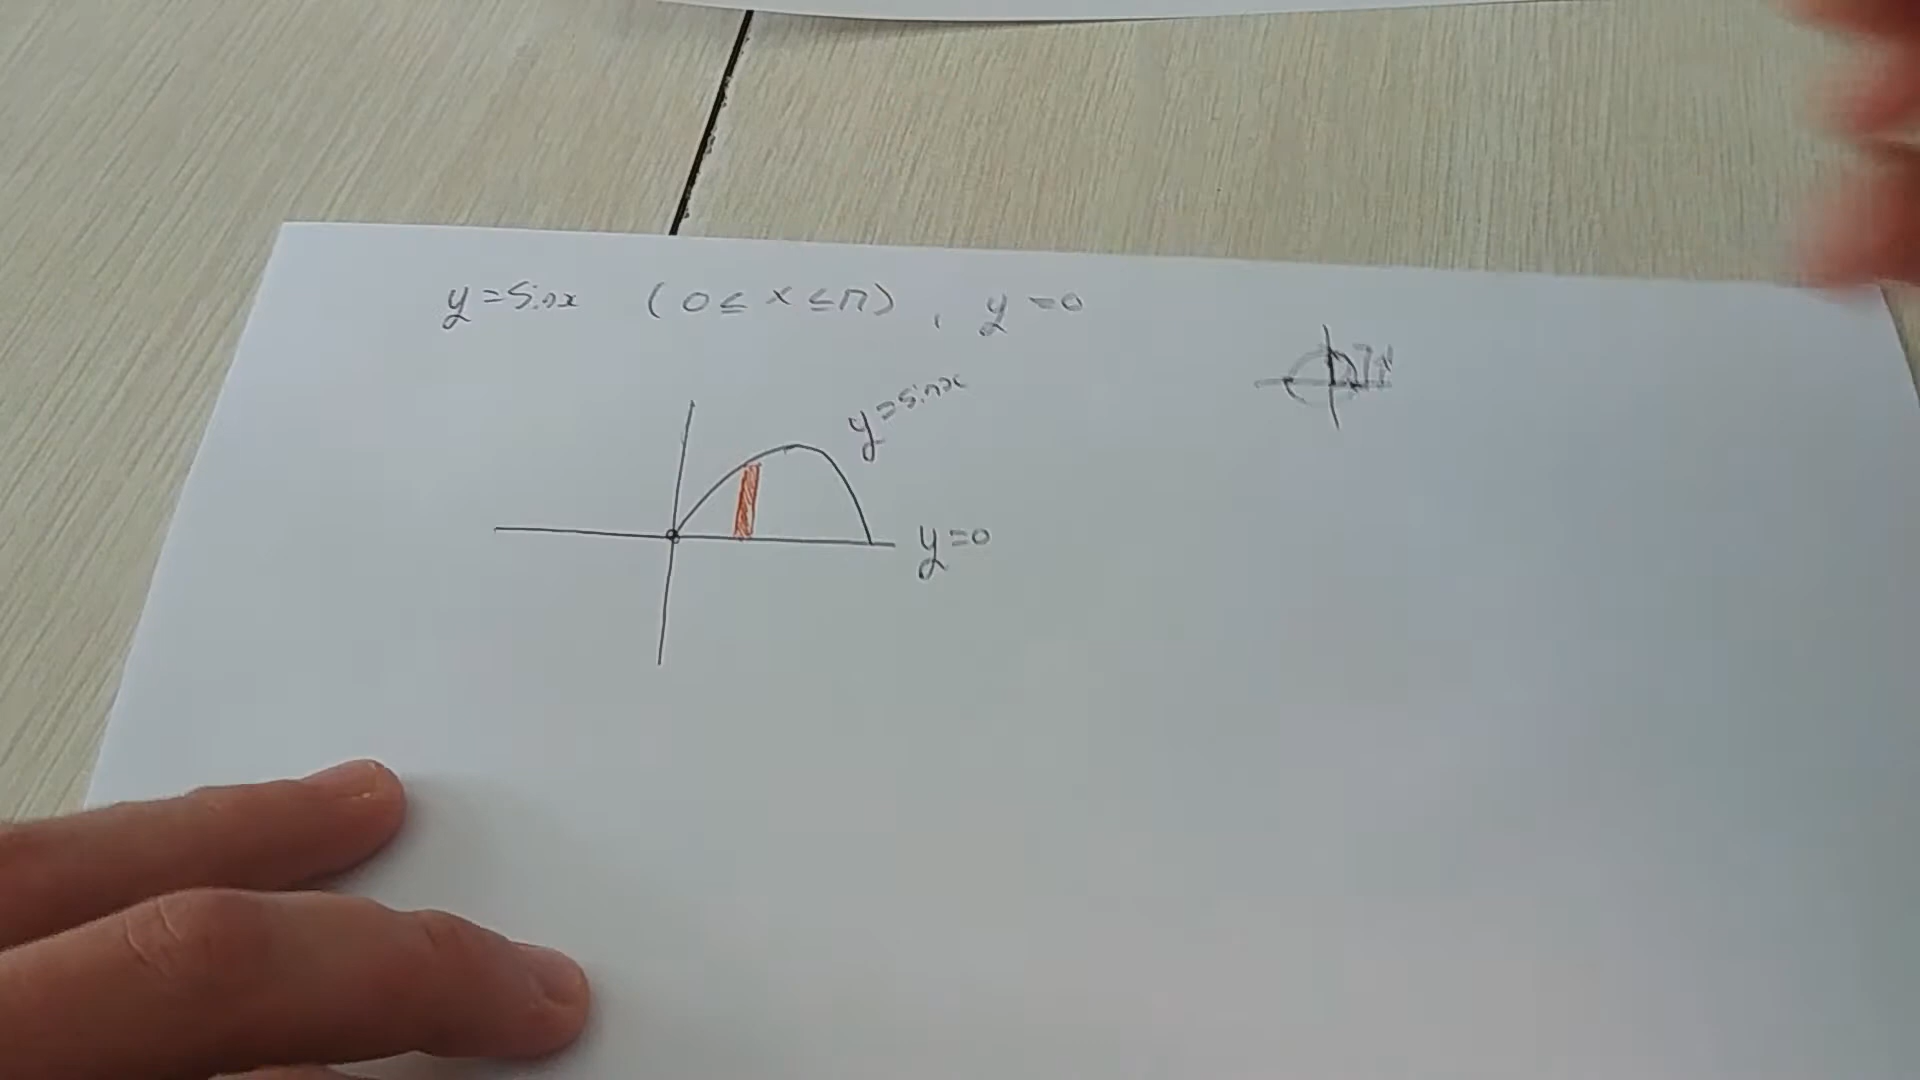 y = sinx (0 ≤ x ≤ π), y = 0
y = sinx
y = 0